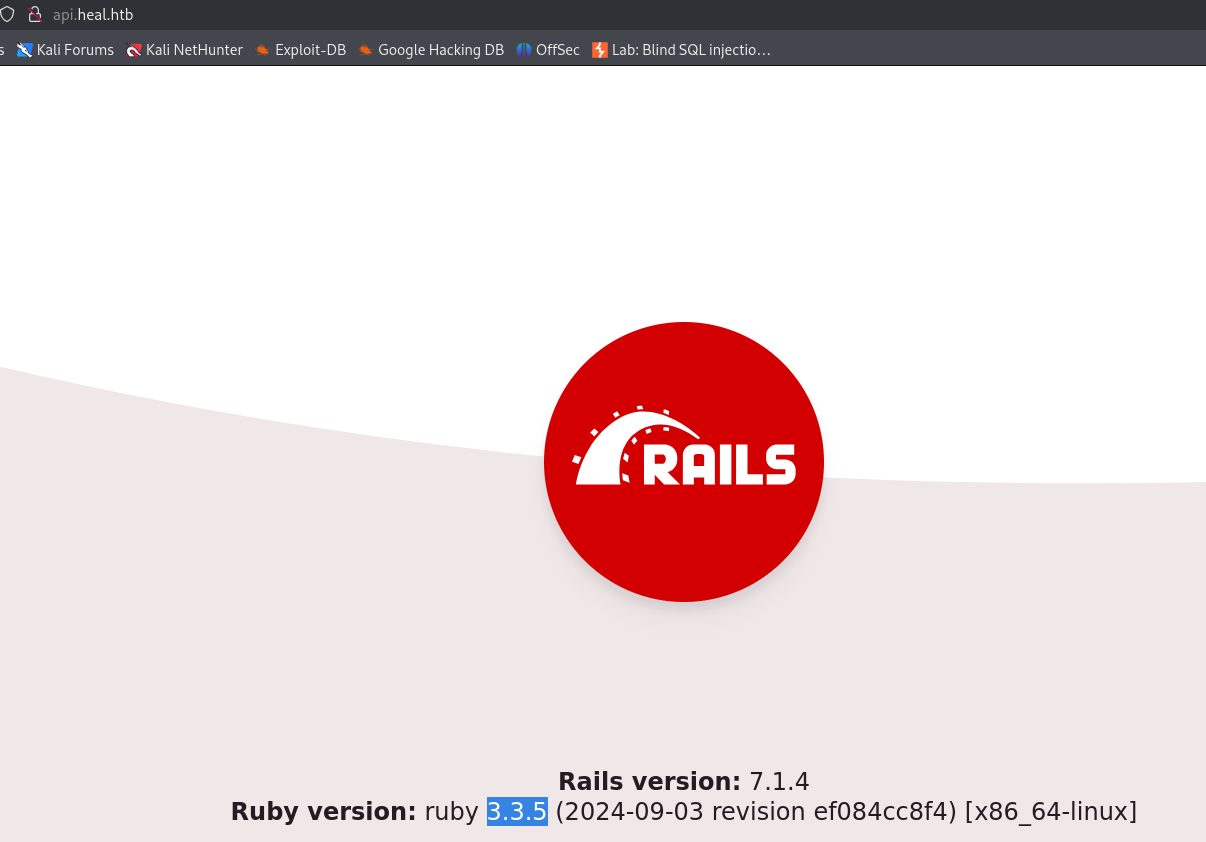 api.heal.htb
s Kali Forums Kali NetHunter Exploit-DB Google Hacking DB OffSec Lab: Blind SQL injectio…
RAILS
Rails version: 7.1.4
Ruby version: ruby 3.3.5 (2024-09-03 revision ef084cc8f4) [x86_64-linux]